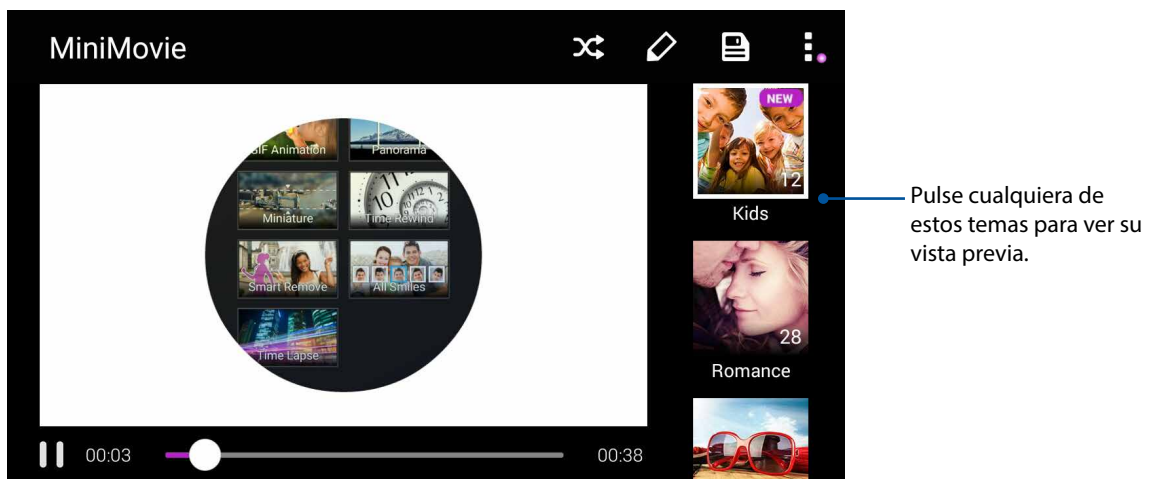 MiniMovie
NEW
12
Kids
Pulse cualquiera de
estos temas para ver su
vista previa.
28
Romance
GIF Animation
Panorama
Miniature
Time Rewind
Smart Remove
All Smiles
Time Lapse
00:03
00:38